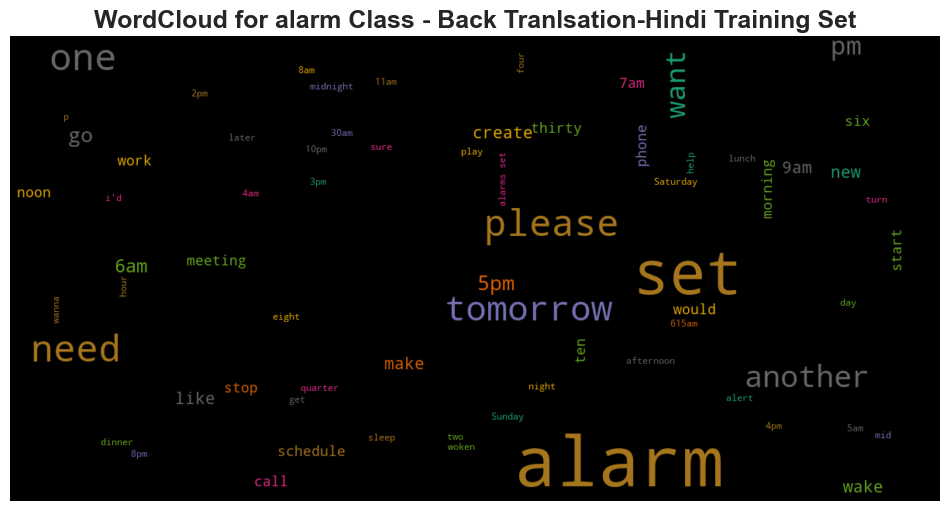 WordCloud for alarm Class - Back Tranlsation-Hindi Training Set
one
pm
four
8am
midnight
11am
7am
want
2pm
p
go
later
30am
10pm
sure
create
thirty
play
phone
help
six
work
3pm
alarms set
Saturday
lunch
morning
9am
new
noon
i'd
4am
turn
please
start
6am
meeting
hour
5pm
set
tomorrow
would
615am
day
wanna
eight
need
make
ten
afternoon
another
stop
quarter
get
like
night
alert
Sunday
4pm
5am
mid
dinner
8pm
schedule
sleep
two
woken
alarm
call
wake